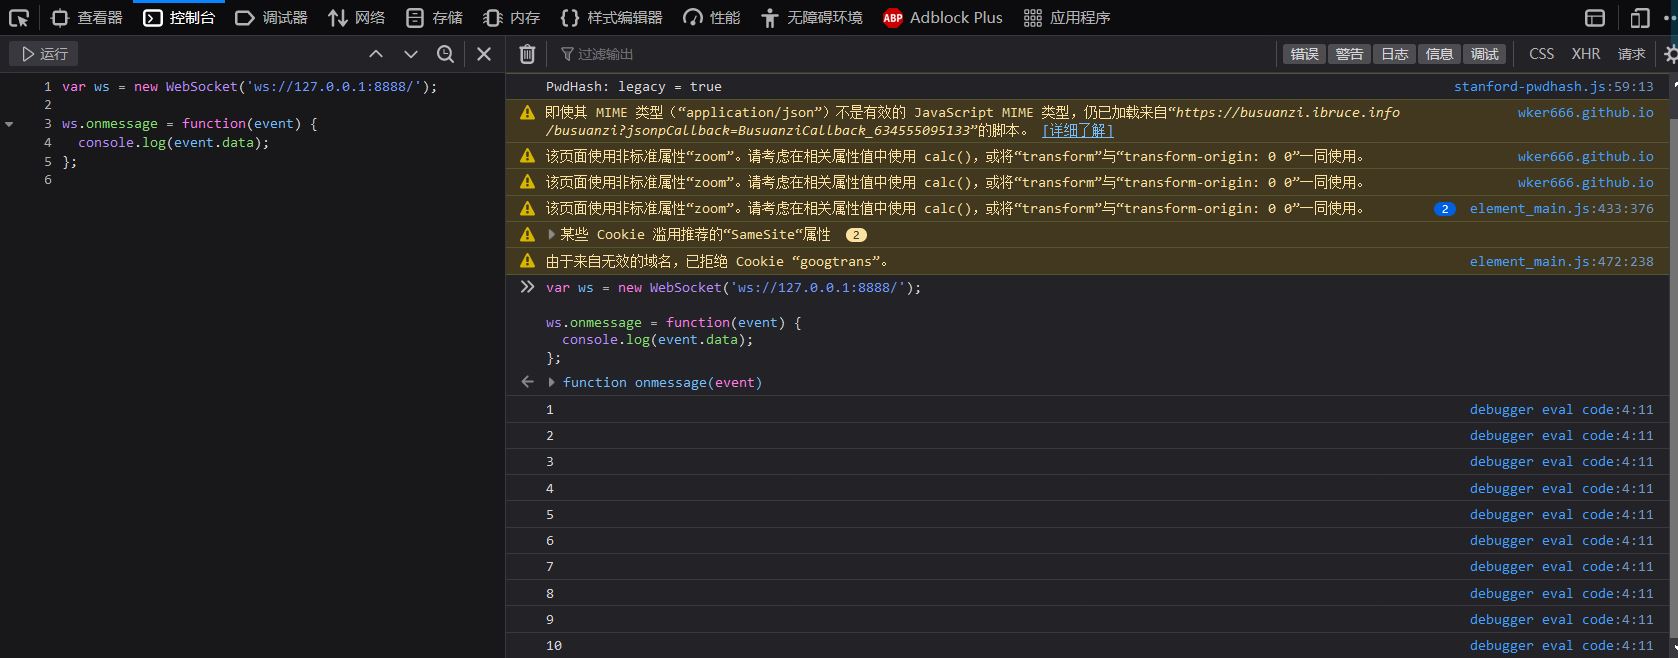 查看器 控制台 调试器 网络 存储 内存 样式编辑器 性能 无障碍环境 ABP Adblock Plus 应用程序
运行 过滤输出 错误 警告 日志 信息 调试 CSS XHR 请求
1 var ws = new WebSocket('ws://127.0.0.1:8888/');
2
3 ws.onmessage = function(event) {
4 console.log(event.data);
5 };
6
PwdHash: legacy = true stanford-pwdhash.js:59:13
即使其 MIME 类型（“application/json”）不是有效的 JavaScript MIME 类型，仍已加载来自“https://busuanzi.ibruce.info wker666.github.io
/busuanzi?jsonpCallback=BusuanziCallback_634555095133”的脚本。 [详细了解]
该页面使用非标准属性“zoom”。请考虑在相关属性值中使用 calc()，或将“transform”与“transform-origin: 0 0”一同使用。 wker666.github.io
该页面使用非标准属性“zoom”。请考虑在相关属性值中使用 calc()，或将“transform”与“transform-origin: 0 0”一同使用。 wker666.github.io
该页面使用非标准属性“zoom”。请考虑在相关属性值中使用 calc()，或将“transform”与“transform-origin: 0 0”一同使用。 2 element_main.js:433:376
某些 Cookie 滥用推荐的“SameSite“属性 2
由于来自无效的域名，已拒绝 Cookie “googtrans”。 element_main.js:472:238
var ws = new WebSocket('ws://127.0.0.1:8888/');
ws.onmessage = function(event) {
console.log(event.data);
};
function onmessage(event)
1 debugger eval code:4:11
2 debugger eval code:4:11
3 debugger eval code:4:11
4 debugger eval code:4:11
5 debugger eval code:4:11
6 debugger eval code:4:11
7 debugger eval code:4:11
8 debugger eval code:4:11
9 debugger eval code:4:11
10 debugger eval code:4:11